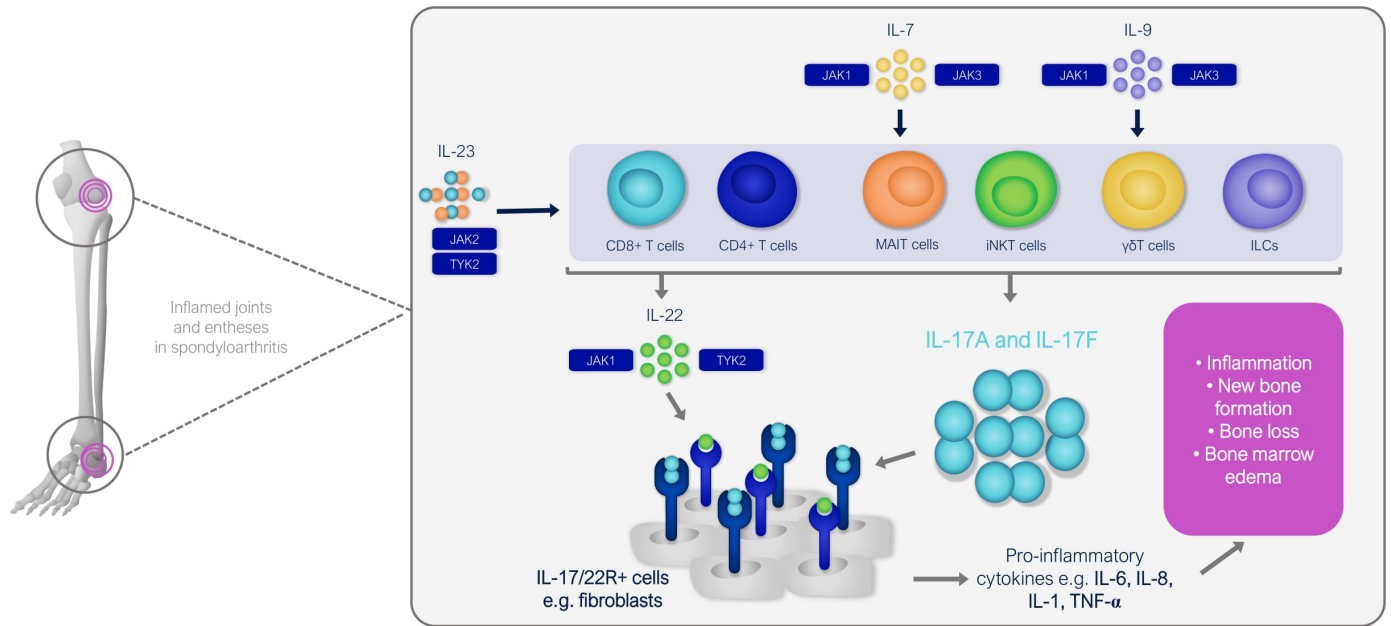 IL-7
JAK1
JAK3
IL-9
JAK1
JAK3
IL-23
JAK2
TYK2
CD8+ T cells
CD4+ T cells
MAIT cells
iNKT cells
γδT cells
ILCs
Inflamed joints
and entheses
in spondyloarthritis
IL-22
JAK1
TYK2
IL-17A and IL-17F
• Inflammation
• New bone
formation
• Bone loss
• Bone marrow
edema
IL-17/22R+ cells
e.g. fibroblasts
Pro-inflammatory
cytokines e.g. IL-6, IL-8,
IL-1, TNF-α